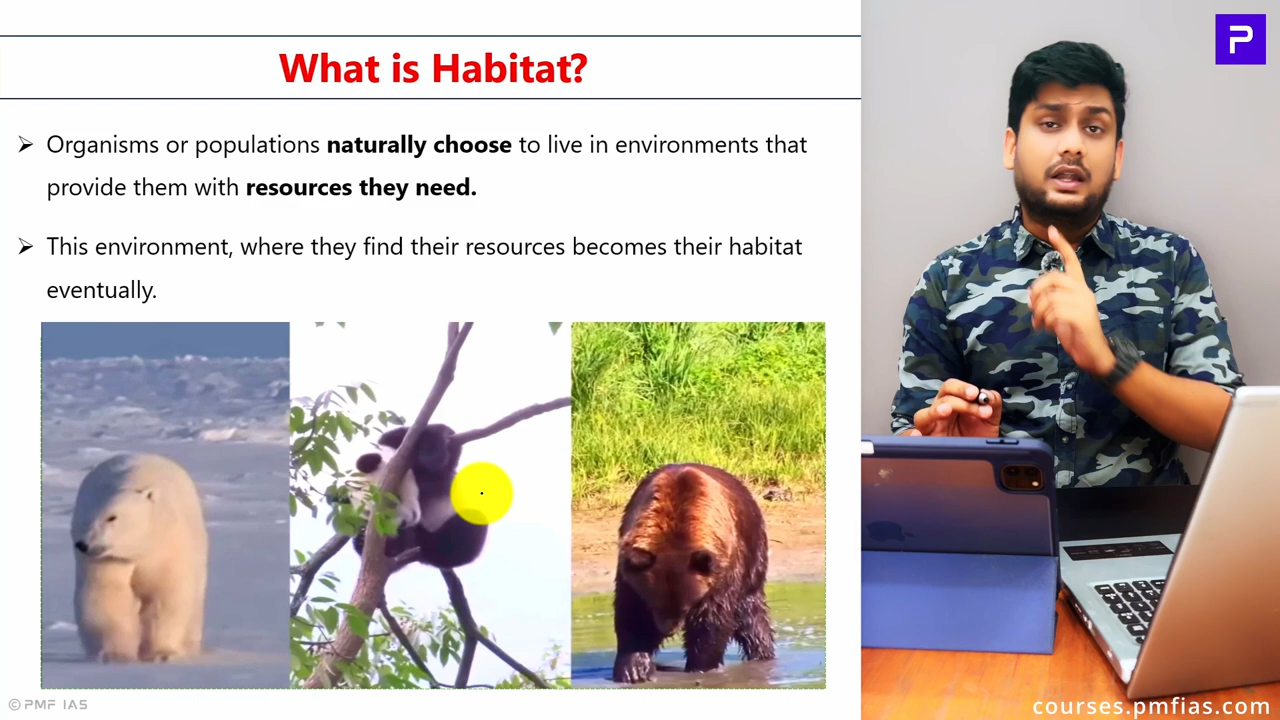 What is Habitat?
➢ Organisms or populations naturally choose to live in environments that
provide them with resources they need.
➢ This environment, where they find their resources becomes their habitat
eventually.
© PMF IAS
P
courses.pmfias.com